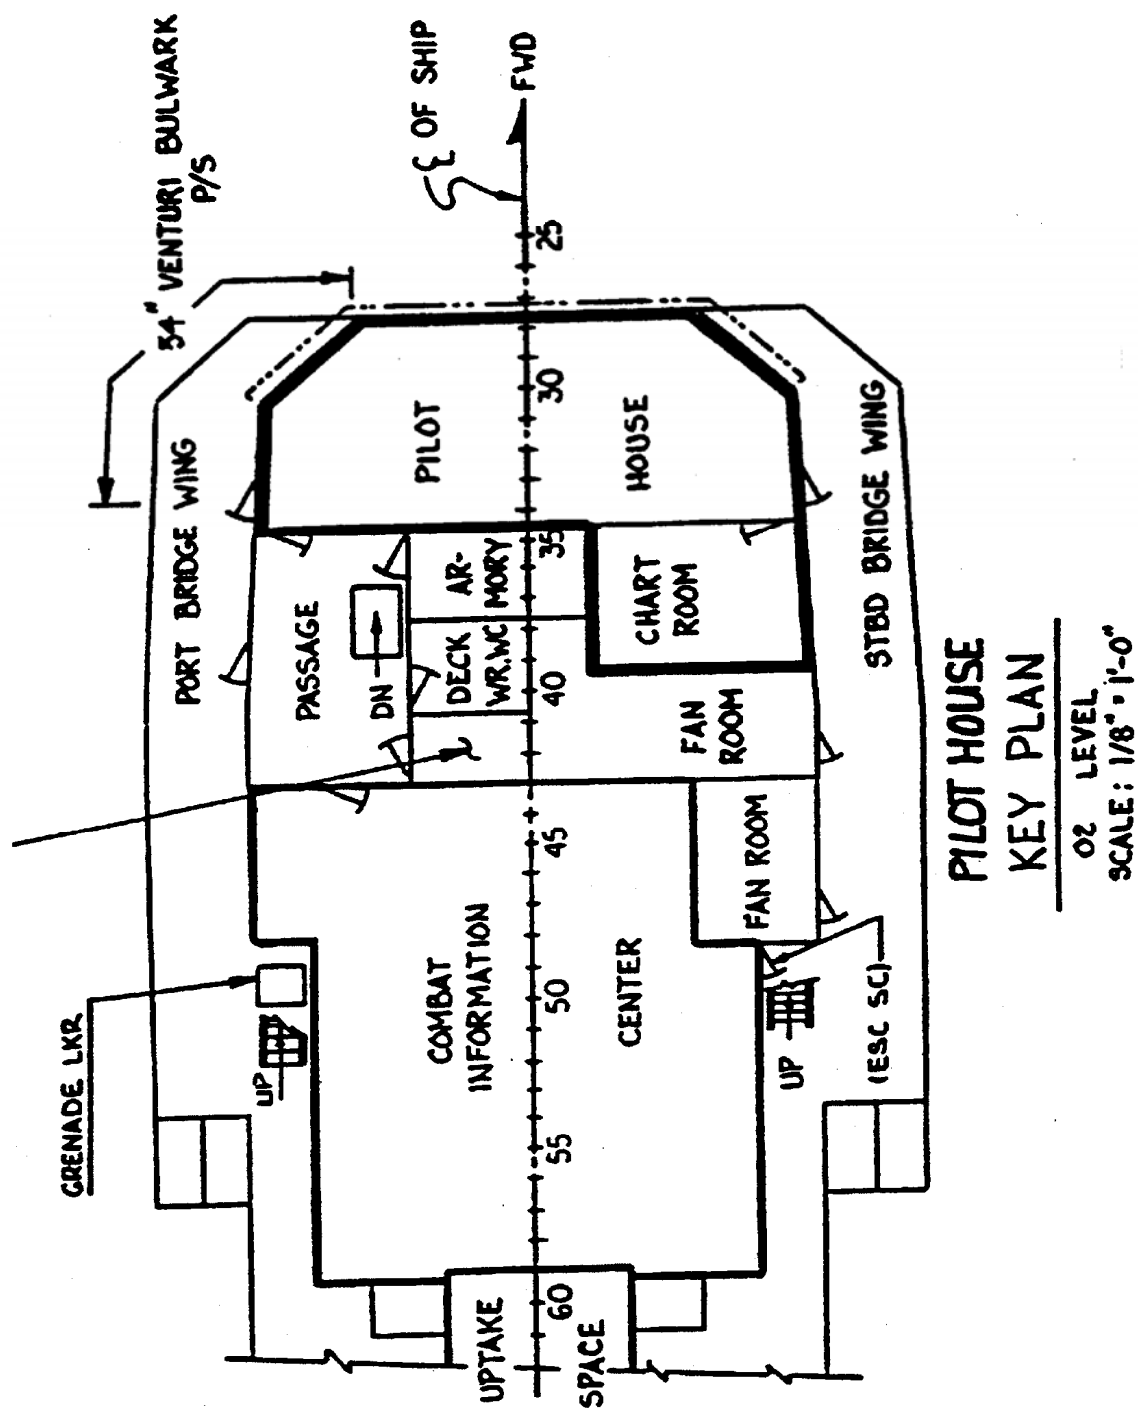 54" VENTURI BULWARK
P/S
℄ OF SHIP
FWD
25
30
35
40
45
50
55
60
PORT BRIDGE WING
PILOT
HOUSE
STBD BRIDGE WING
PASSAGE
DN
AR-
MORY
DECK
WR.WC
CHART
ROOM
FAN
ROOM
FAN ROOM
COMBAT
INFORMATION
CENTER
GRENADE LKR
UP
UP
(ESC SC)
UPTAKE
SPACE
PILOT HOUSE
KEY PLAN
02 LEVEL
SCALE: 1/8" = 1'-0"